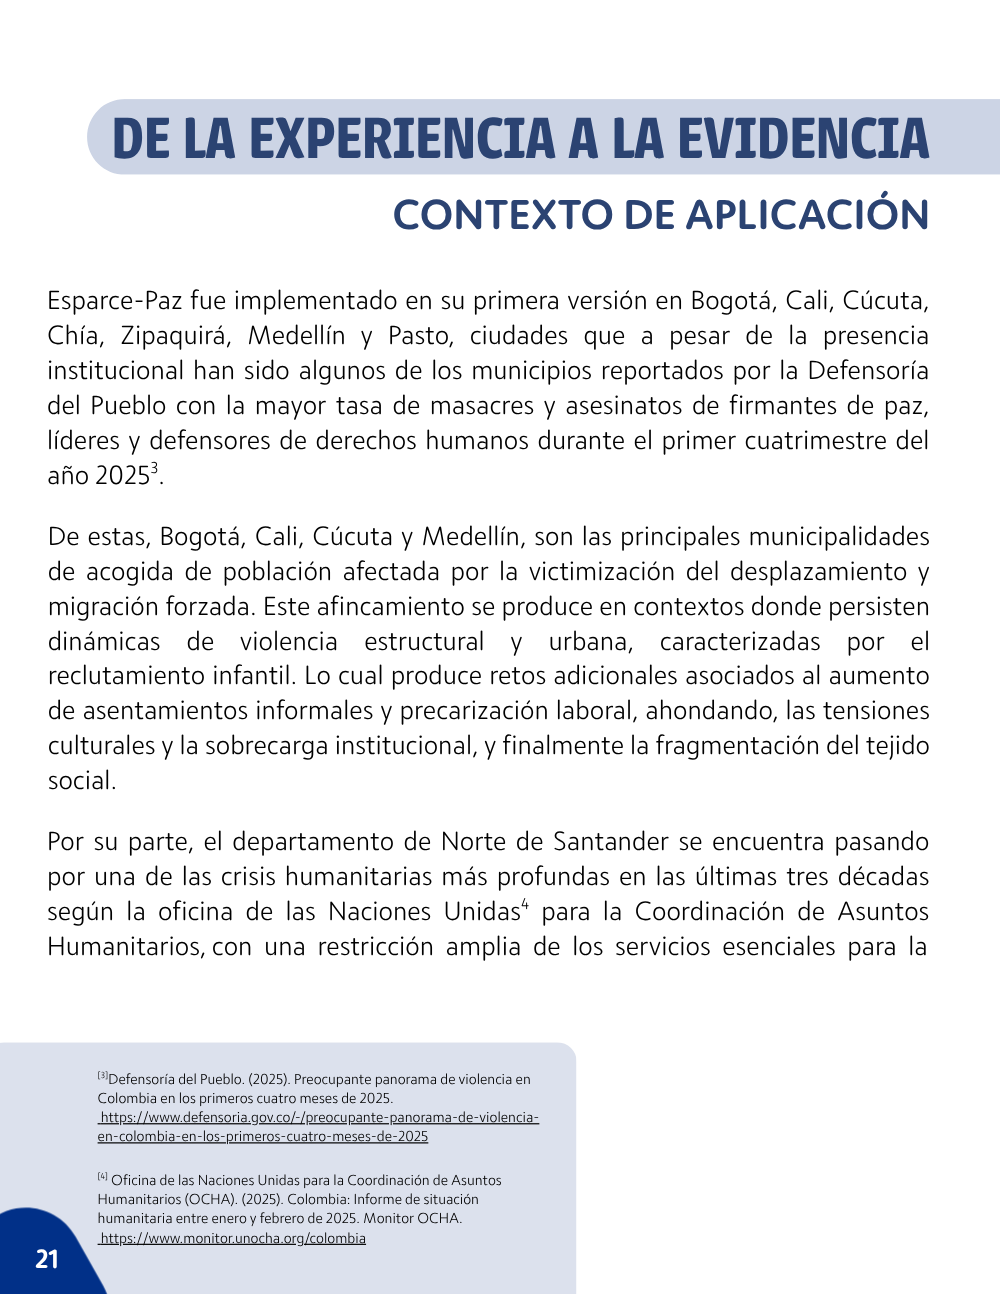 DE LA EXPERIENCIA A LA EVIDENCIA
CONTEXTO DE APLICACIÓN
Esparce-Paz fue implementado en su primera versión en Bogotá, Cali, Cúcuta,
Chía, Zipaquirá, Medellín y Pasto, ciudades que a pesar de la presencia
institucional han sido algunos de los municipios reportados por la Defensoría
del Pueblo con la mayor tasa de masacres y asesinatos de firmantes de paz,
líderes y defensores de derechos humanos durante el primer cuatrimestre del
año 2025³.
De estas, Bogotá, Cali, Cúcuta y Medellín, son las principales municipalidades
de acogida de población afectada por la victimización del desplazamiento y
migración forzada. Este afincamiento se produce en contextos donde persisten
dinámicas de violencia estructural y urbana, caracterizadas por el
reclutamiento infantil. Lo cual produce retos adicionales asociados al aumento
de asentamientos informales y precarización laboral, ahondando, las tensiones
culturales y la sobrecarga institucional, y finalmente la fragmentación del tejido
social.
Por su parte, el departamento de Norte de Santander se encuentra pasando
por una de las crisis humanitarias más profundas en las últimas tres décadas
según la oficina de las Naciones Unidas⁴ para la Coordinación de Asuntos
Humanitarios, con una restricción amplia de los servicios esenciales para la
[3]Defensoría del Pueblo. (2025). Preocupante panorama de violencia en
Colombia en los primeros cuatro meses de 2025.
https://www.defensoria.gov.co/-/preocupante-panorama-de-violencia-
en-colombia-en-los-primeros-cuatro-meses-de-2025
[4] Oficina de las Naciones Unidas para la Coordinación de Asuntos
Humanitarios (OCHA). (2025). Colombia: Informe de situación
humanitaria entre enero y febrero de 2025. Monitor OCHA.
https://www.monitor.unocha.org/colombia
21